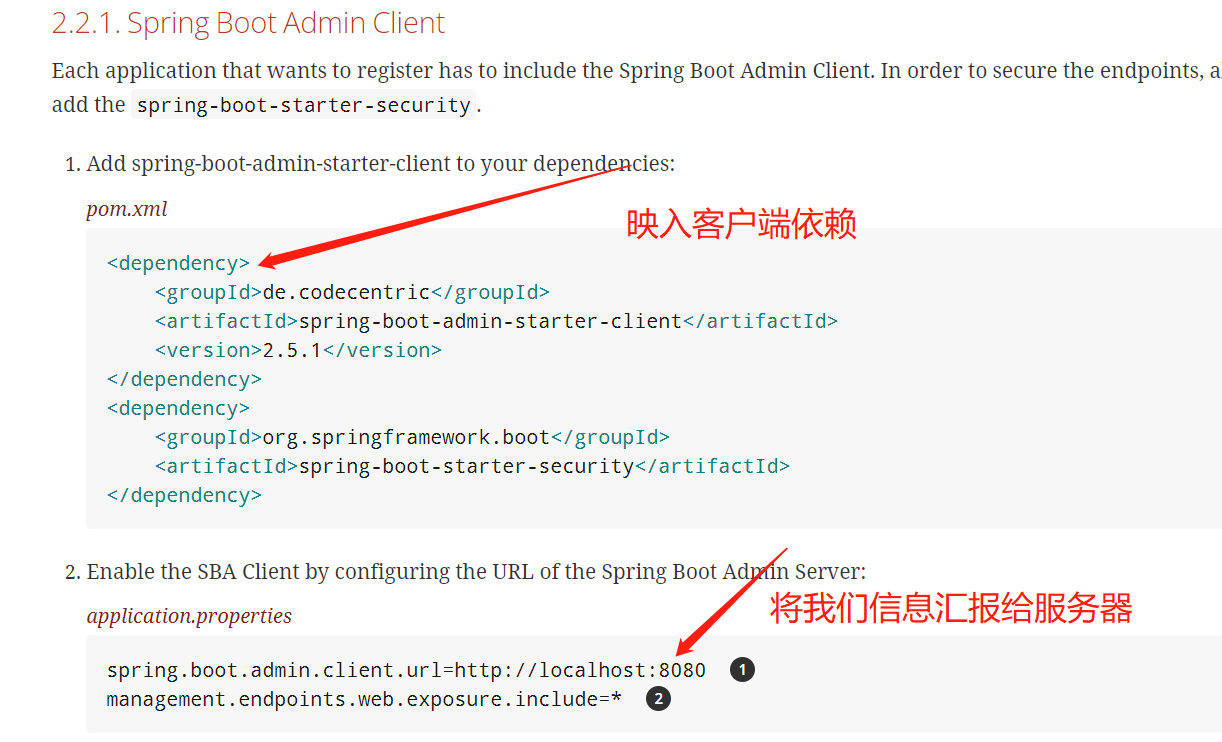 2.2.1. Spring Boot Admin Client
Each application that wants to register has to include the Spring Boot Admin Client. In order to secure the endpoints,
add the spring-boot-starter-security.
1. Add spring-boot-admin-starter-client to your dependencies:
pom.xml
映入客户端依赖
<dependency>
<groupId>de.codecentric</groupId>
<artifactId>spring-boot-admin-starter-client</artifactId>
<version>2.5.1</version>
</dependency>
<dependency>
<groupId>org.springframework.boot</groupId>
<artifactId>spring-boot-starter-security</artifactId>
</dependency>
2. Enable the SBA Client by configuring the URL of the Spring Boot Admin Server:
application.properties
将我们信息汇报给服务器
spring.boot.admin.client.url=http://localhost:8080 1
management.endpoints.web.exposure.include=* 2